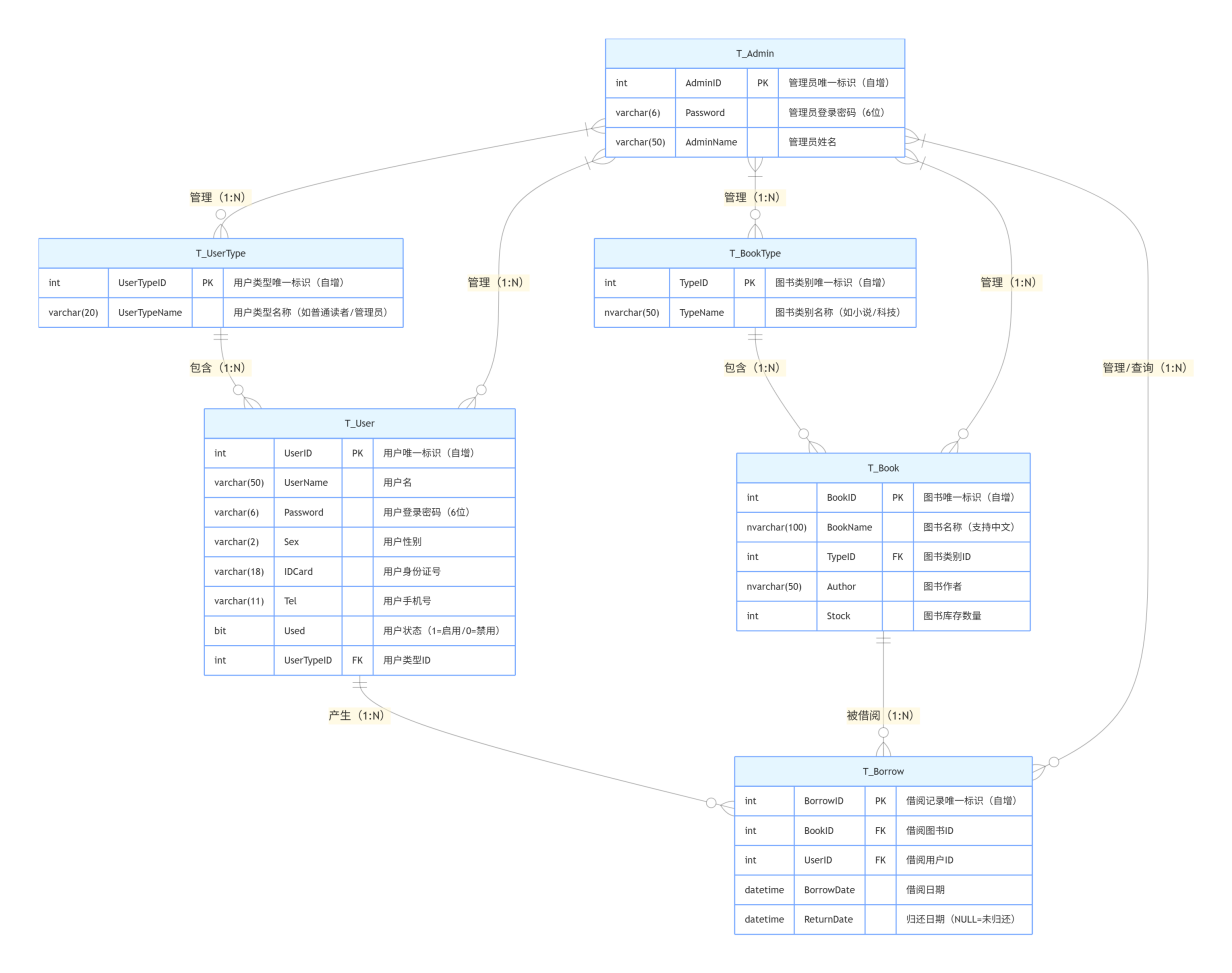 T_Admin
int AdminID PK 管理员唯一标识（自增）
varchar(6) Password 管理员登录密码（6位）
varchar(50) AdminName 管理员姓名
管理（1:N）
管理（1:N）
T_UserType
int UserTypeID PK 用户类型唯一标识（自增）
varchar(20) UserTypeName 用户类型名称（如普通读者/管理员）
T_BookType
int TypeID PK 图书类别唯一标识（自增）
nvarchar(50) TypeName 图书类别名称（如小说/科技）
管理（1:N）
管理（1:N）
包含（1:N）
包含（1:N）
管理/查询（1:N）
T_User
int UserID PK 用户唯一标识（自增）
varchar(50) UserName 用户名
varchar(6) Password 用户登录密码（6位）
varchar(2) Sex 用户性别
varchar(18) IDCard 用户身份证号
varchar(11) Tel 用户手机号
bit Used 用户状态（1=启用/0=禁用）
int UserTypeID FK 用户类型ID
T_Book
int BookID PK 图书唯一标识（自增）
nvarchar(100) BookName 图书名称（支持中文）
int TypeID FK 图书类别ID
nvarchar(50) Author 图书作者
int Stock 图书库存数量
产生（1:N）
被借阅（1:N）
T_Borrow
int BorrowID PK 借阅记录唯一标识（自增）
int BookID FK 借阅图书ID
int UserID FK 借阅用户ID
datetime BorrowDate 借阅日期
datetime ReturnDate 归还日期（NULL=未归还）